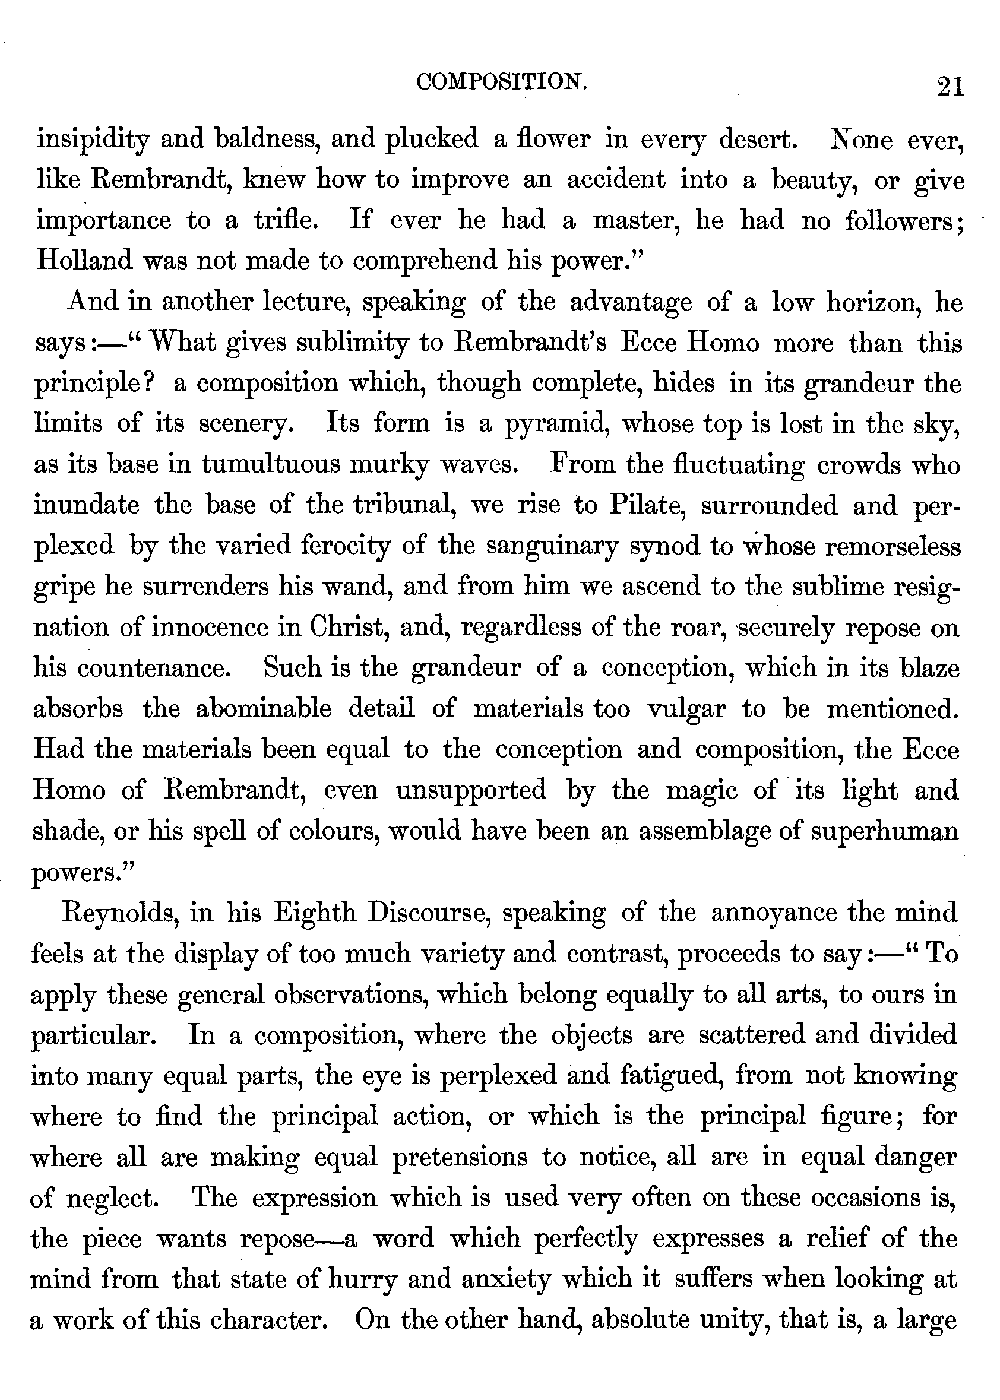 COMPOSITION. 21
insipidity and baldness, and plucked a flower in every desert. None ever,
like Rembrandt, knew how to improve an accident into a beauty, or give
importance to a trifle. If ever he had a master, he had no followers;
Holland was not made to comprehend his power.”
And in another lecture, speaking of the advantage of a low horizon, he
says:—“ What gives sublimity to Rembrandt’s Ecce Homo more than this
principle? a composition which, though complete, hides in its grandeur the
limits of its scenery. Its form is a pyramid, whose top is lost in the sky,
as its base in tumultuous murky waves. From the fluctuating crowds who
inundate the base of the tribunal, we rise to Pilate, surrounded and per-
plexed by the varied ferocity of the sanguinary synod to whose remorseless
gripe he surrenders his wand, and from him we ascend to the sublime resig-
nation of innocence in Christ, and, regardless of the roar, securely repose on
his countenance. Such is the grandeur of a conception, which in its blaze
absorbs the abominable detail of materials too vulgar to be mentioned.
Had the materials been equal to the conception and composition, the Ecce
Homo of Rembrandt, even unsupported by the magic of its light and
shade, or his spell of colours, would have been an assemblage of superhuman
powers.”
Reynolds, in his Eighth Discourse, speaking of the annoyance the mind
feels at the display of too much variety and contrast, proceeds to say:—“ To
apply these general observations, which belong equally to all arts, to ours in
particular. In a composition, where the objects are scattered and divided
into many equal parts, the eye is perplexed and fatigued, from not knowing
where to find the principal action, or which is the principal figure; for
where all are making equal pretensions to notice, all are in equal danger
of neglect. The expression which is used very often on these occasions is,
the piece wants repose—a word which perfectly expresses a relief of the
mind from that state of hurry and anxiety which it suffers when looking at
a work of this character. On the other hand, absolute unity, that is, a large